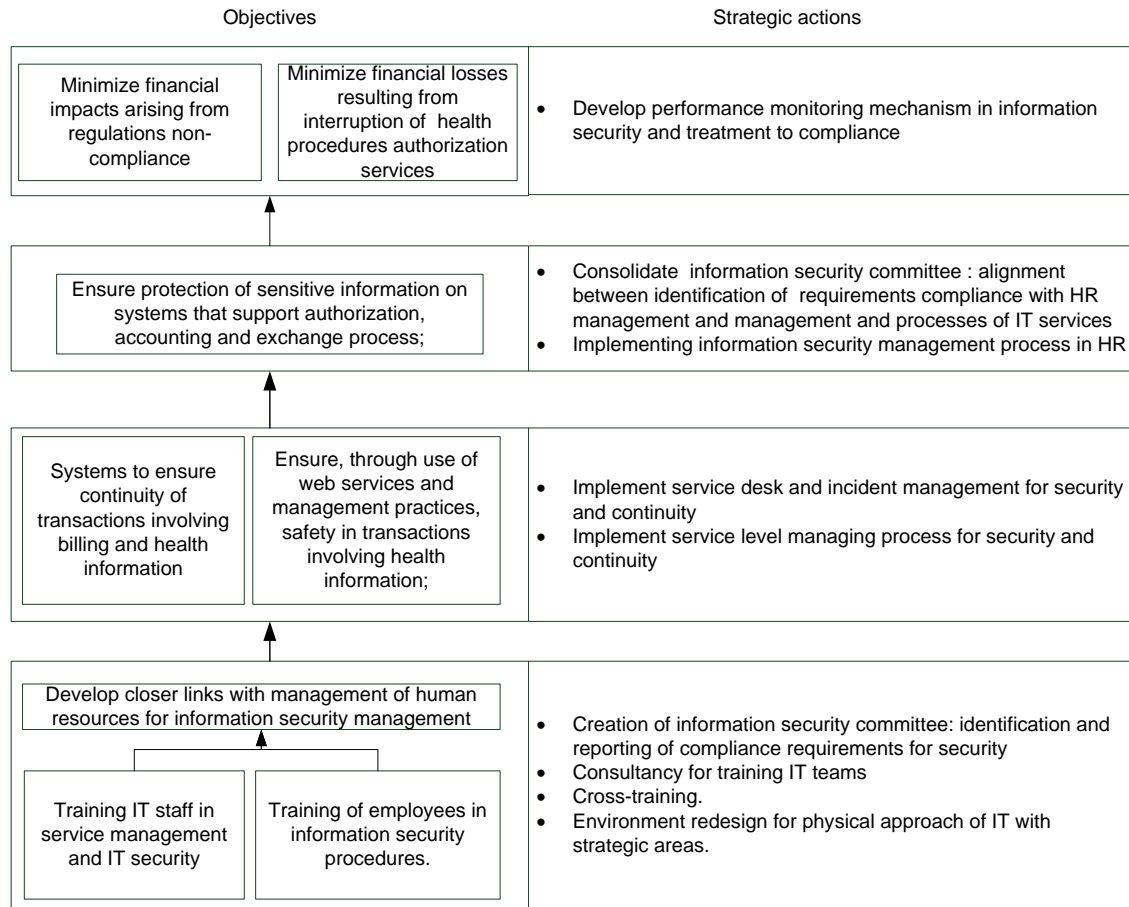 Objectives
Strategic actions
Minimize financial
impacts arising from
regulations non-
compliance
Minimize financial losses
resulting from
interruption of health
procedures authorization
services
• Develop performance monitoring mechanism in information
security and treatment to compliance
Ensure protection of sensitive information on
systems that support authorization,
accounting and exchange process;
• Consolidate information security committee : alignment
between identification of requirements compliance with HR
management and management and processes of IT services
• Implementing information security management process in HR
Systems to ensure
continuity of
transactions involving
billing and health
information
Ensure, through use of
web services and
management practices,
safety in transactions
involving health
information;
• Implement service desk and incident management for security
and continuity
• Implement service level managing process for security and
continuity
Develop closer links with management of human
resources for information security management
Training IT staff in
service management
and IT security
Training of employees in
information security
procedures.
• Creation of information security committee: identification and
reporting of compliance requirements for security
• Consultancy for training IT teams
• Cross-training.
• Environment redesign for physical approach of IT with
strategic areas.